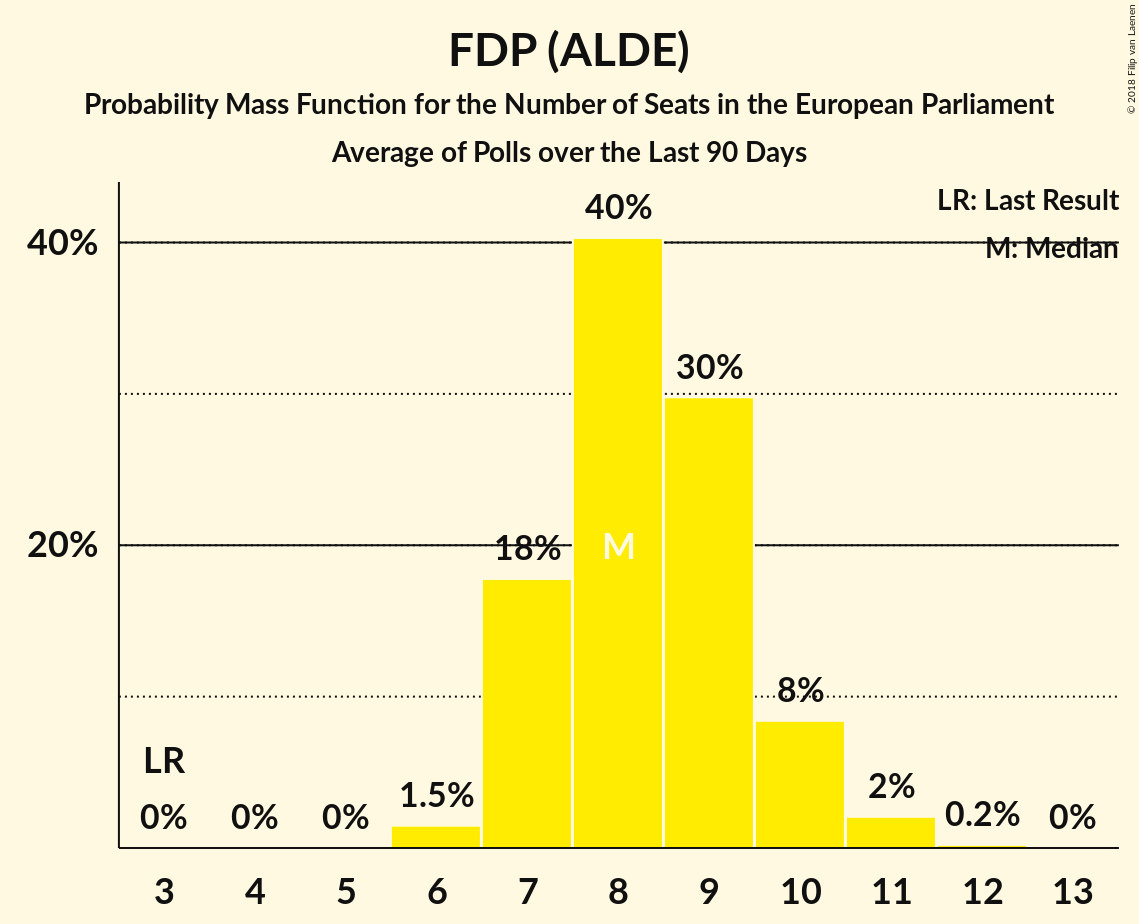 FDP (ALDE)
Probability Mass Function for the Number of Seats in the European Parliament
Average of Polls over the Last 90 Days
© 2018 Filip van Laenen
LR: Last Result
M: Median
40%
20%
LR
0%
0%
0%
1.5%
18%
40%
M
30%
8%
2%
0.2%
0%
3 4 5 6 7 8 9 10 11 12 13